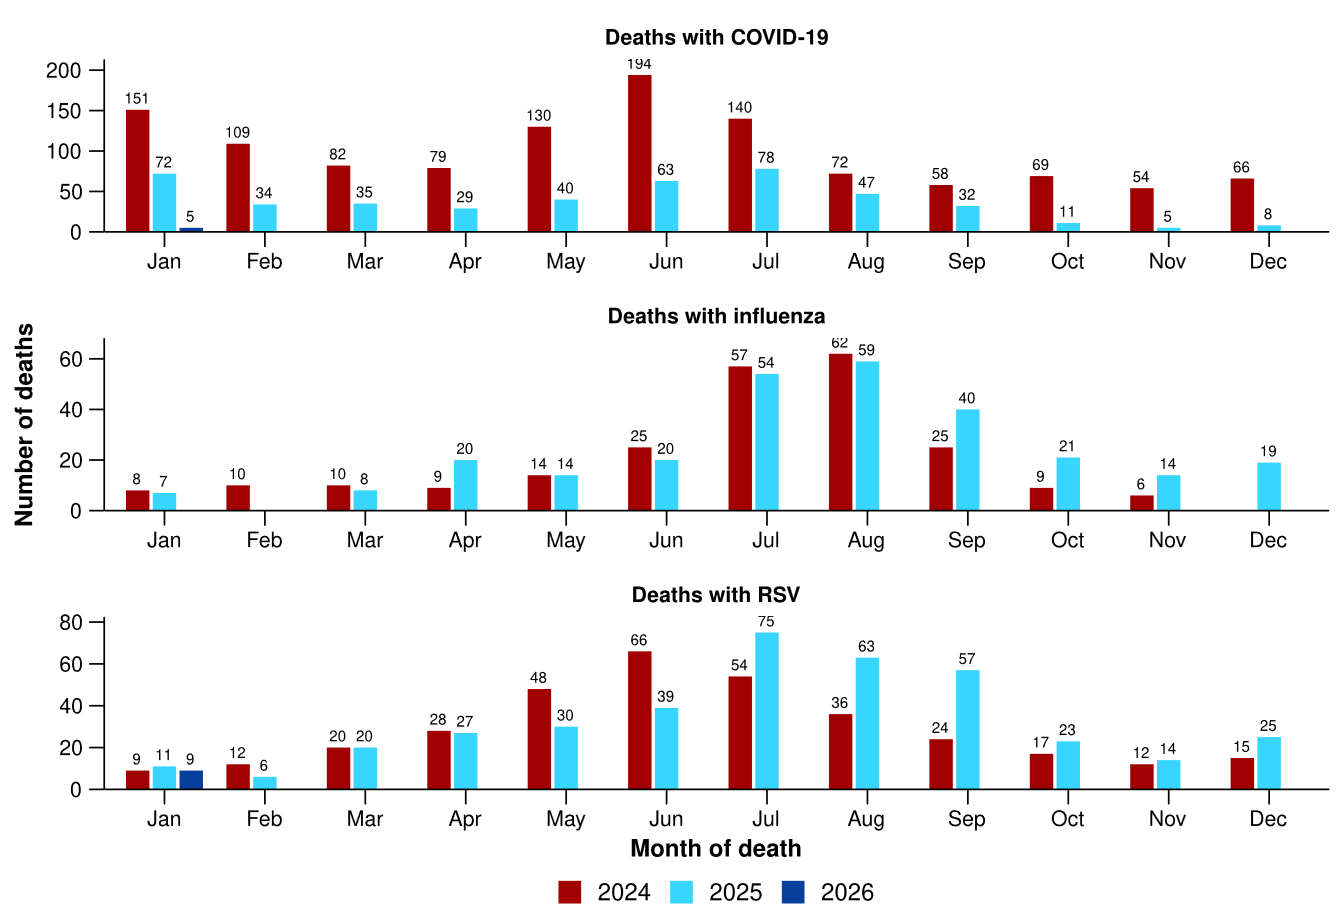 Deaths with COVID-19
200
150
100
50
0
151 72 5 109 34 82 35 79 29 130 40 194 63 140 78 72 47 58 32 69 11 54 5 66 8
Jan Feb Mar Apr May Jun Jul Aug Sep Oct Nov Dec
Number of deaths
Deaths with influenza
60
40
20
0
8 7 10 10 8 9 20 14 14 25 20 57 54 62 59 25 40 9 21 6 14 19
Jan Feb Mar Apr May Jun Jul Aug Sep Oct Nov Dec
Deaths with RSV
80
60
40
20
0
9 11 9 12 6 20 20 28 27 48 30 66 39 54 75 36 63 24 57 17 23 12 14 15 25
Jan Feb Mar Apr May Jun Jul Aug Sep Oct Nov Dec
Month of death
2024 2025 2026